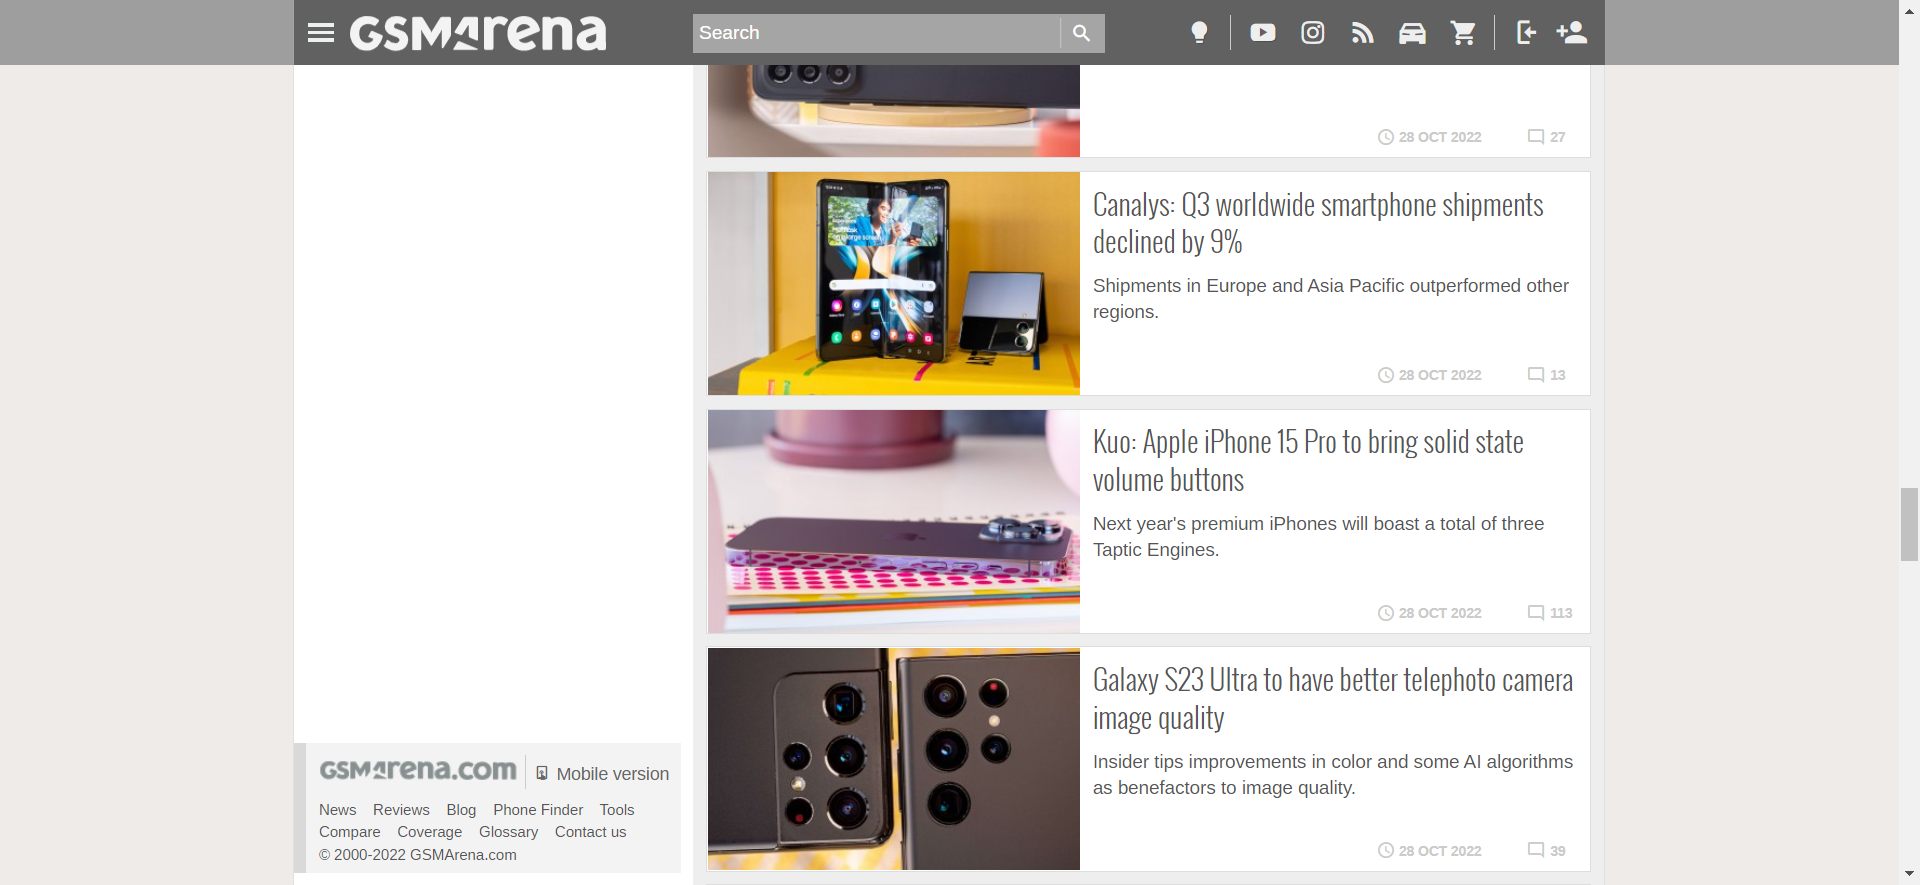 GSMArena
Search
28 OCT 2022
27
Canalys: Q3 worldwide smartphone shipments
declined by 9%
Shipments in Europe and Asia Pacific outperformed other
regions.
28 OCT 2022
13
Kuo: Apple iPhone 15 Pro to bring solid state
volume buttons
Next year's premium iPhones will boast a total of three
Taptic Engines.
28 OCT 2022
113
Galaxy S23 Ultra to have better telephoto camera
image quality
Insider tips improvements in color and some AI algorithms
as benefactors to image quality.
28 OCT 2022
39
GSMArena.com
Mobile version
News Reviews Blog Phone Finder Tools
Compare Coverage Glossary Contact us
© 2000-2022 GSMArena.com